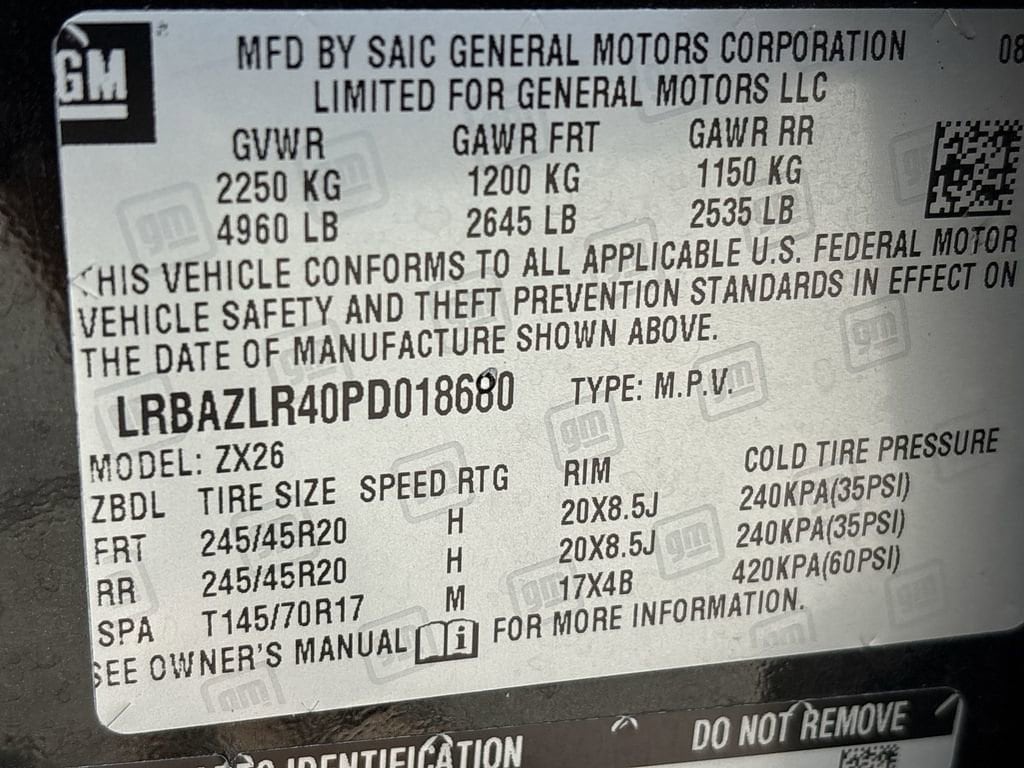 GM
MFD BY SAIC GENERAL MOTORS CORPORATION 08
LIMITED FOR GENERAL MOTORS LLC
GVWR GAWR FRT GAWR RR
2250 KG 1200 KG 1150 KG
4960 LB 2645 LB 2535 LB
THIS VEHICLE CONFORMS TO ALL APPLICABLE U.S. FEDERAL MOTOR
VEHICLE SAFETY AND THEFT PREVENTION STANDARDS IN EFFECT ON
THE DATE OF MANUFACTURE SHOWN ABOVE.
LRBAZLR40PD018680 TYPE: M.P.V.
MODEL: ZX26
ZBDL TIRE SIZE SPEED RTG RIM COLD TIRE PRESSURE
FRT 245/45R20 H 20X8.5J 240KPA(35PSI)
RR 245/45R20 H 20X8.5J 240KPA(35PSI)
SPA T145/70R17 M 17X4B 420KPA(60PSI)
SEE OWNER'S MANUAL i FOR MORE INFORMATION.
IDENTIFICATION DO NOT REMOVE